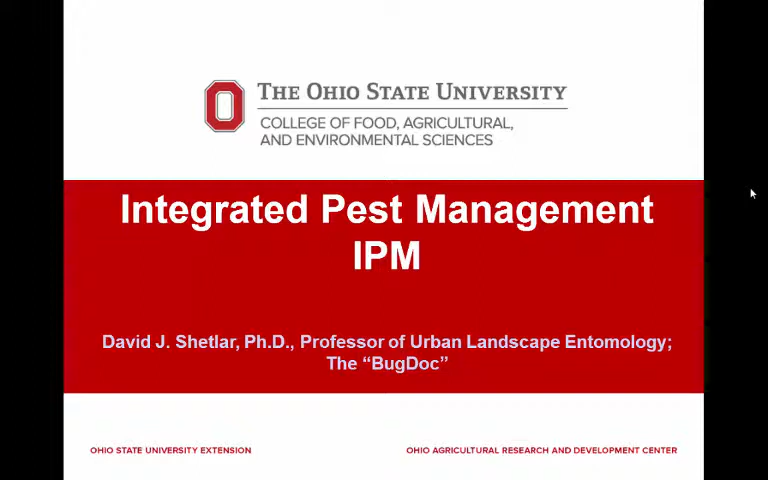 THE OHIO STATE UNIVERSITY
COLLEGE OF FOOD, AGRICULTURAL,
AND ENVIRONMENTAL SCIENCES
Integrated Pest Management
IPM
David J. Shetlar, Ph.D., Professor of Urban Landscape Entomology;
The “BugDoc”
OHIO STATE UNIVERSITY EXTENSION
OHIO AGRICULTURAL RESEARCH AND DEVELOPMENT CENTER